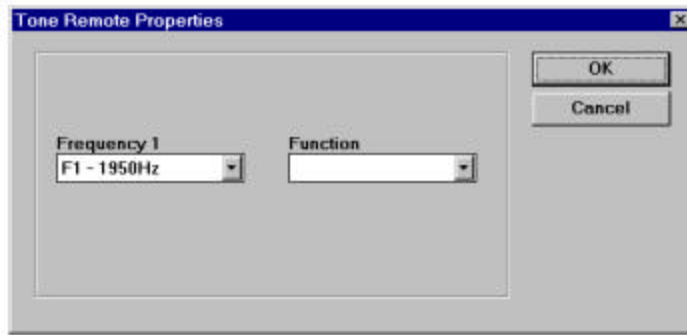 Tone Remote Properties
OK
Cancel
Frequency 1
Function
F1 - 1950Hz